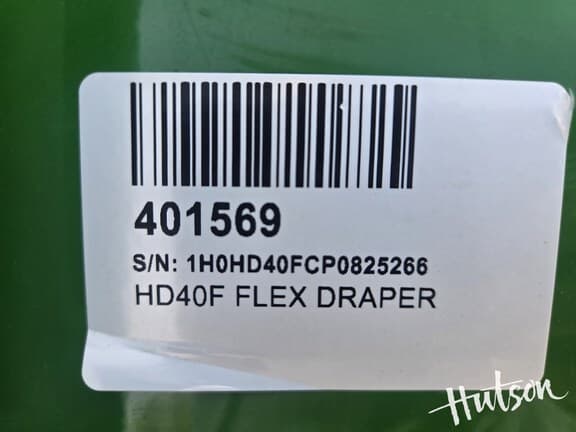 401569
S/N: 1H0HD40FCP0825266
HD40F FLEX DRAPER
Hutson